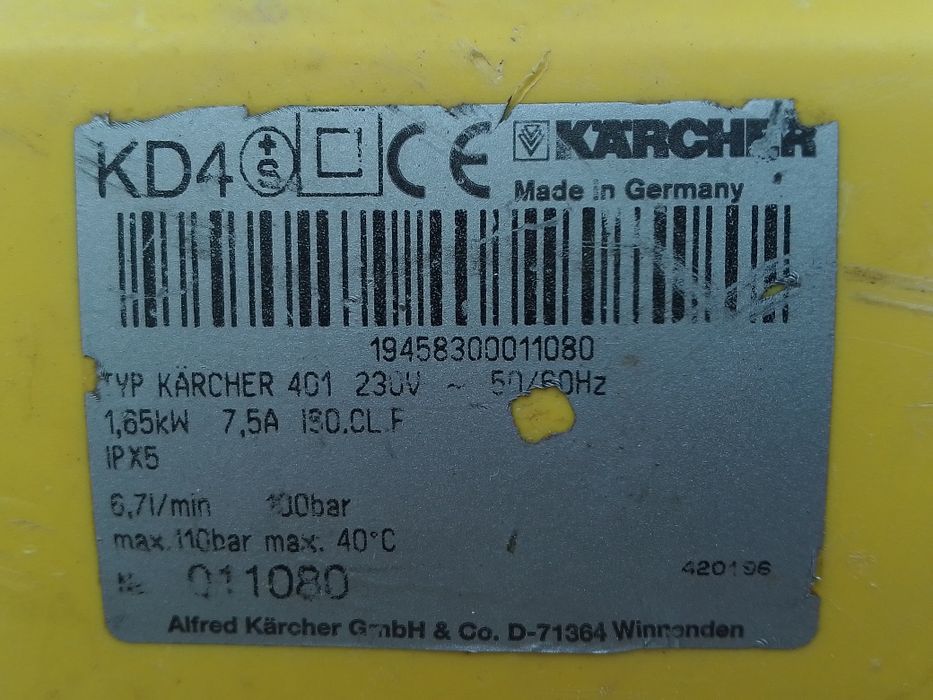 KD4 +S CE KÄRCHER
Made in Germany
19458300011080
TYP KÄRCHER 401 230V ~ 50/60Hz
1,65kW 7,5A ISO.CL.F
IPX5
6,7l/min 100bar
max.110bar max. 40°C
№ 011080
420196
Alfred Kärcher GmbH & Co. D-71364 Winnenden